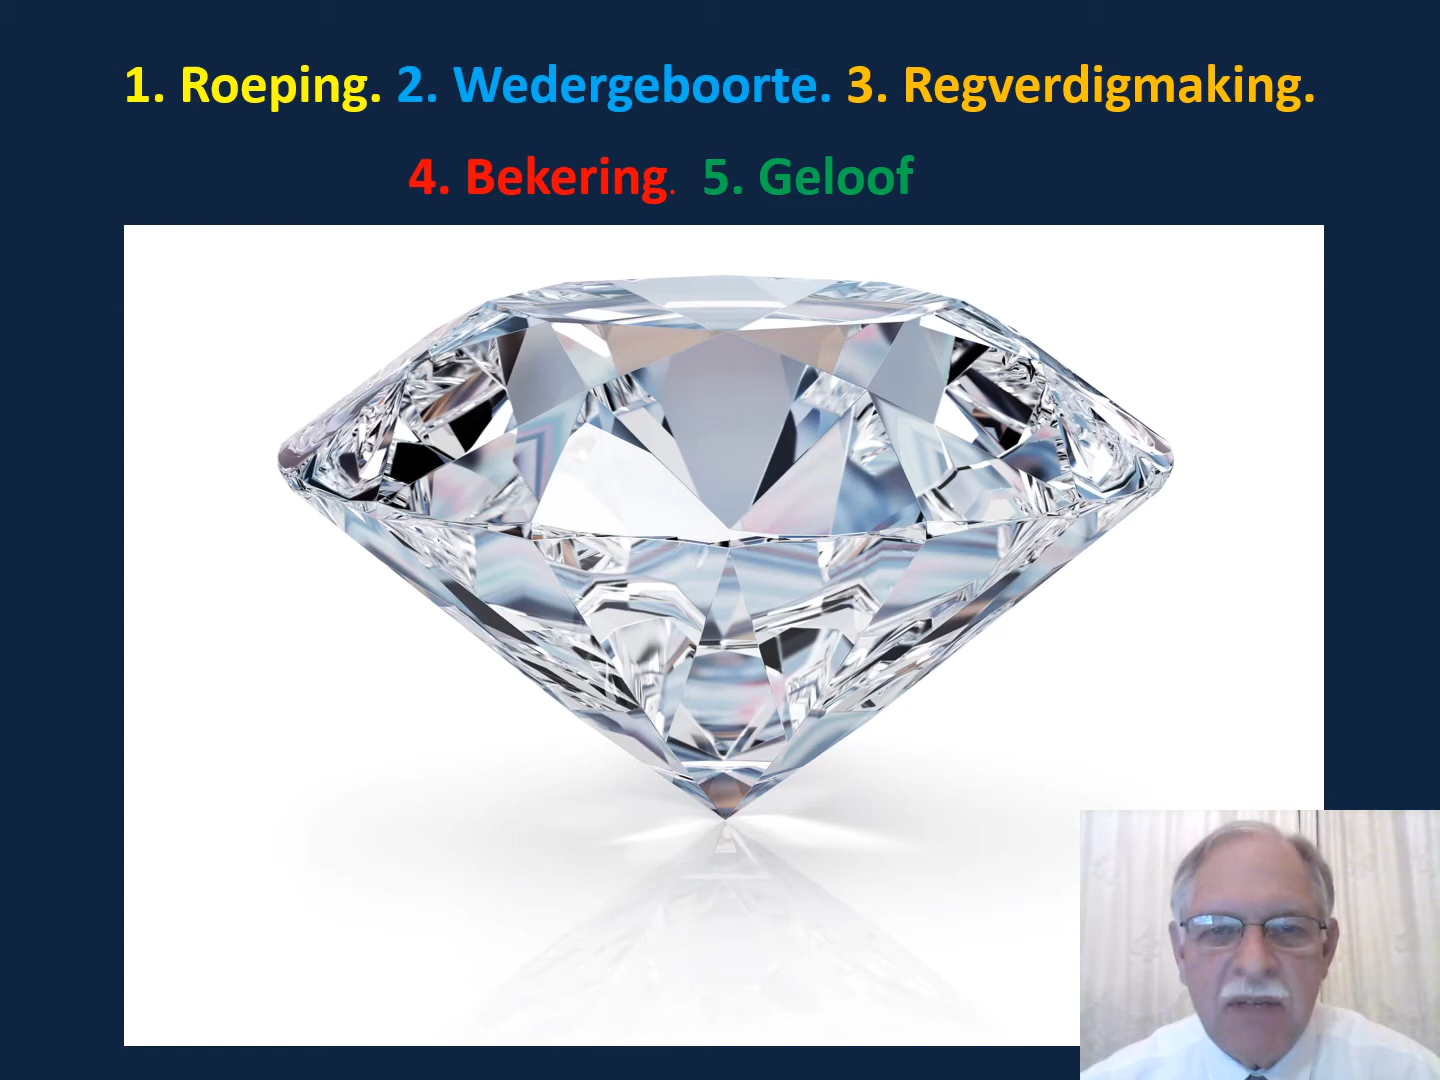 1. Roeping. 2. Wedergeboorte. 3. Regverdigmaking.
4. Bekering. 5. Geloof